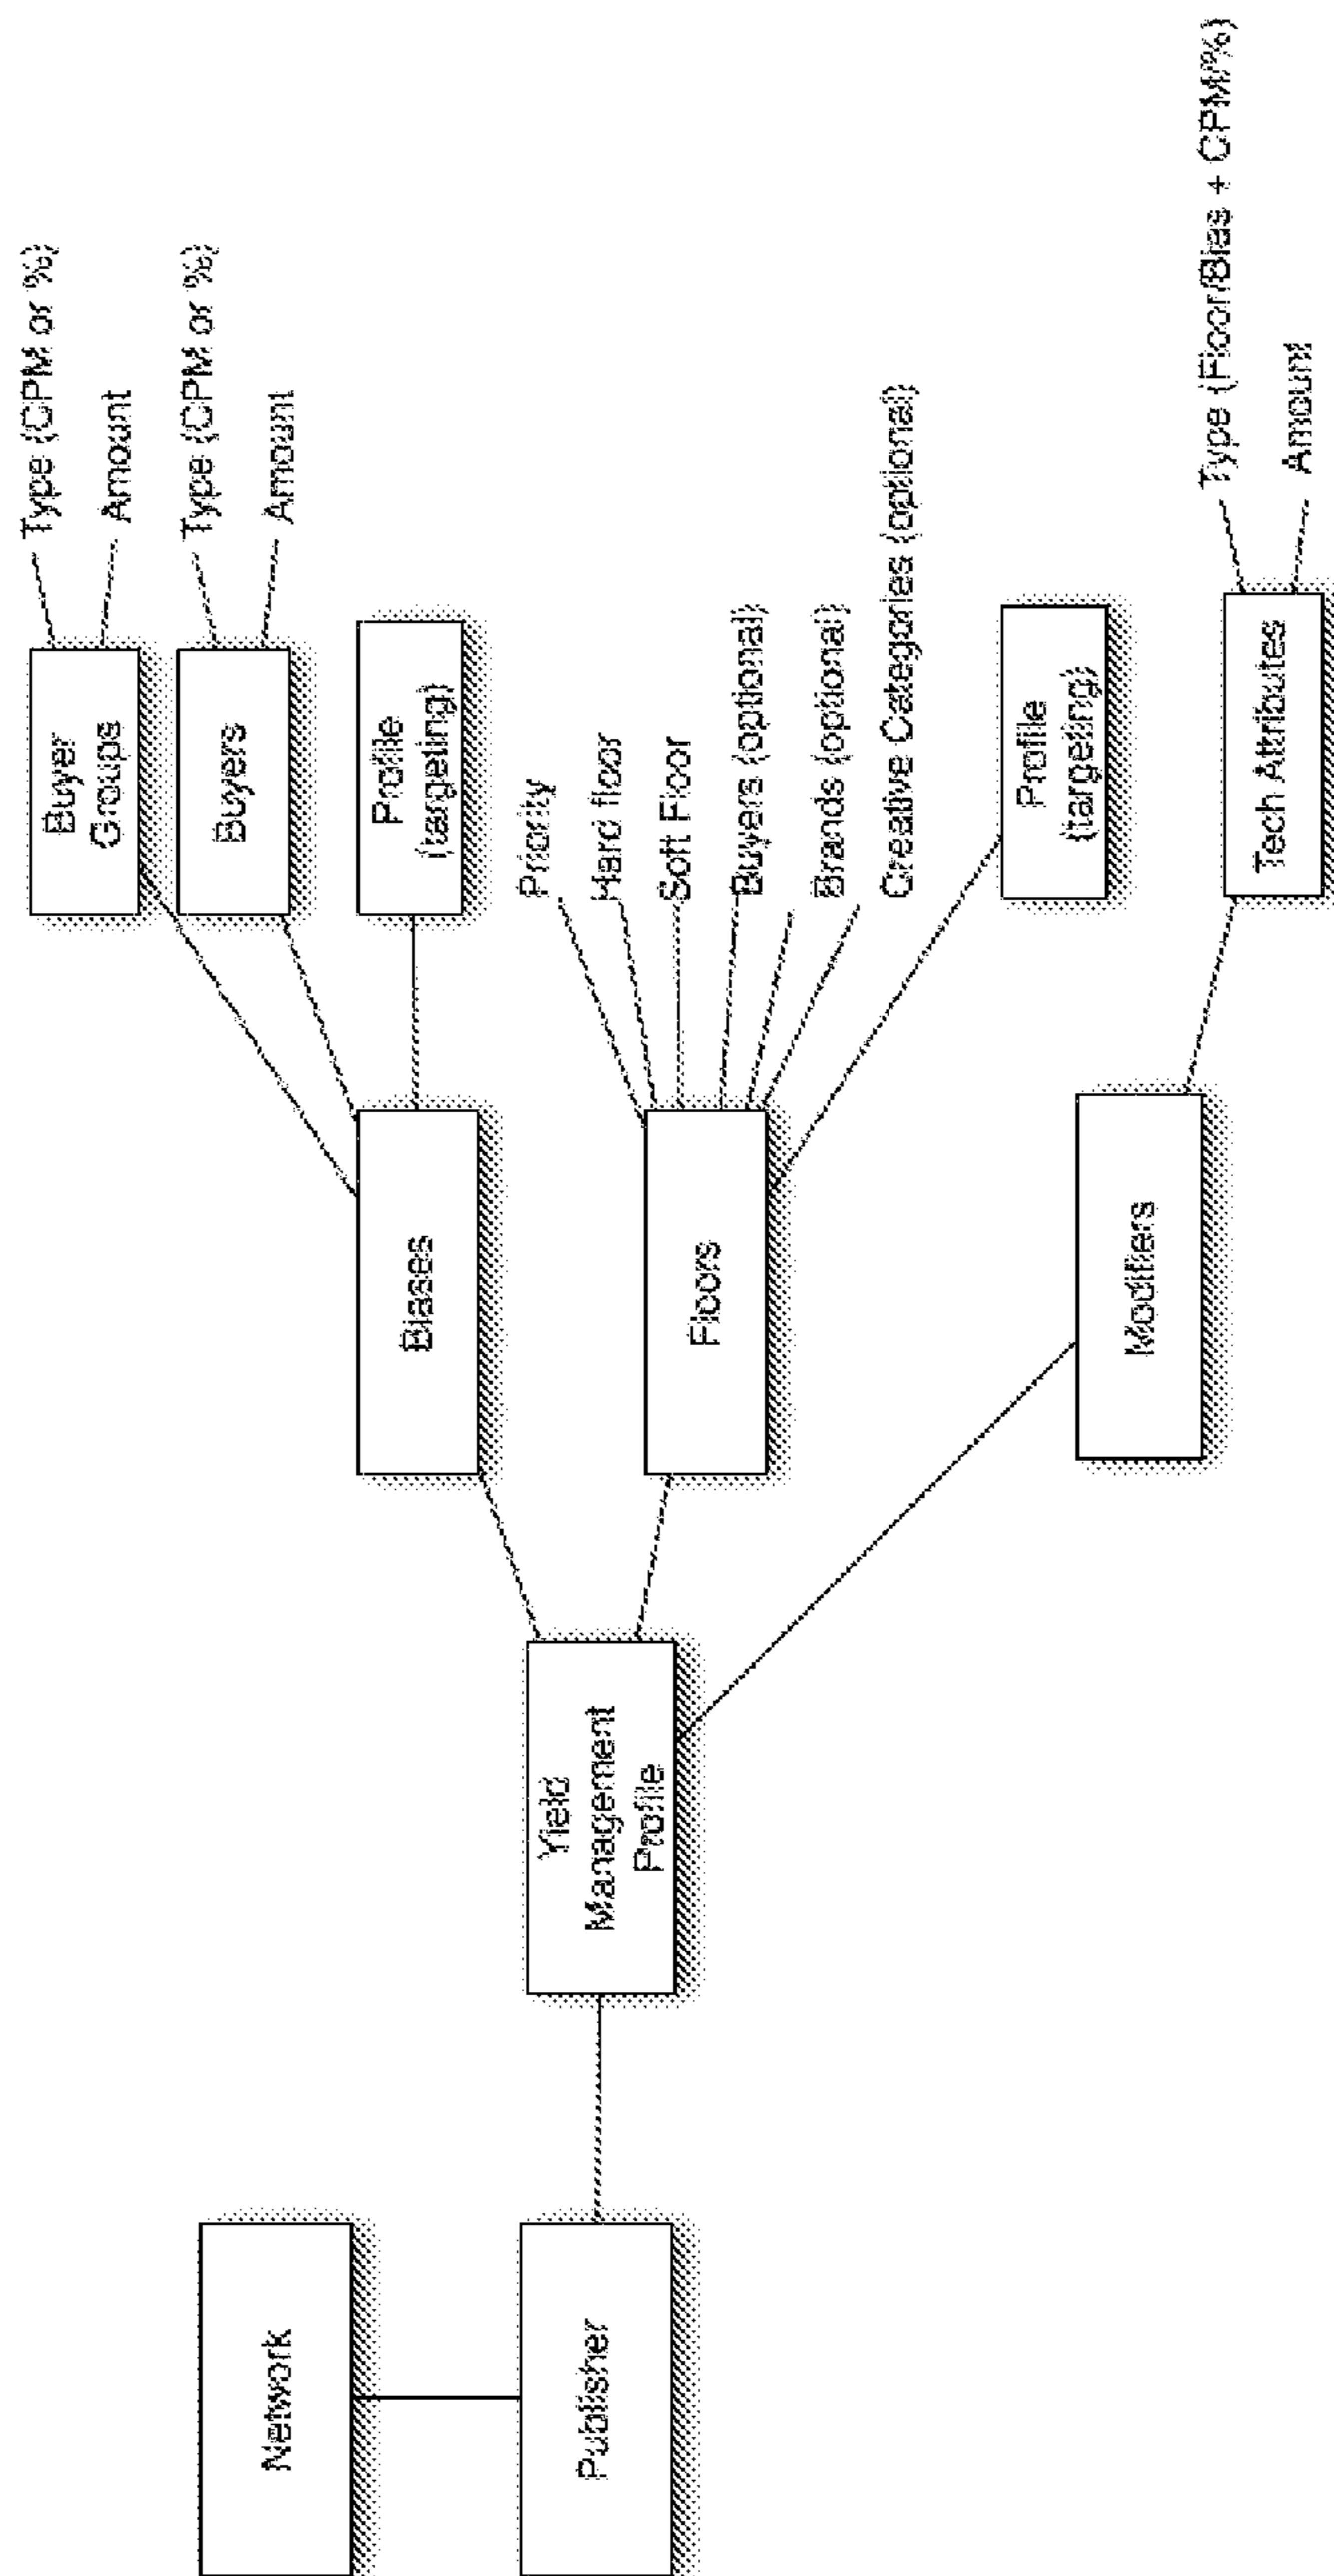 Network
Publisher
Yield
Management
Profile
Biases
Floors
Modifiers
Buyer
Groups
Type (CPM or %)
Amount
Buyers
Type (CPM or %)
Amount
Profile
(targeting)
Priority
Hard floor
Soft Floor
Buyers (optional)
Brands (optional)
Creative Categories (optional)
Profile
(targeting)
Tech Attributes
Type (Floor/Bias + CPM/%)
Amount